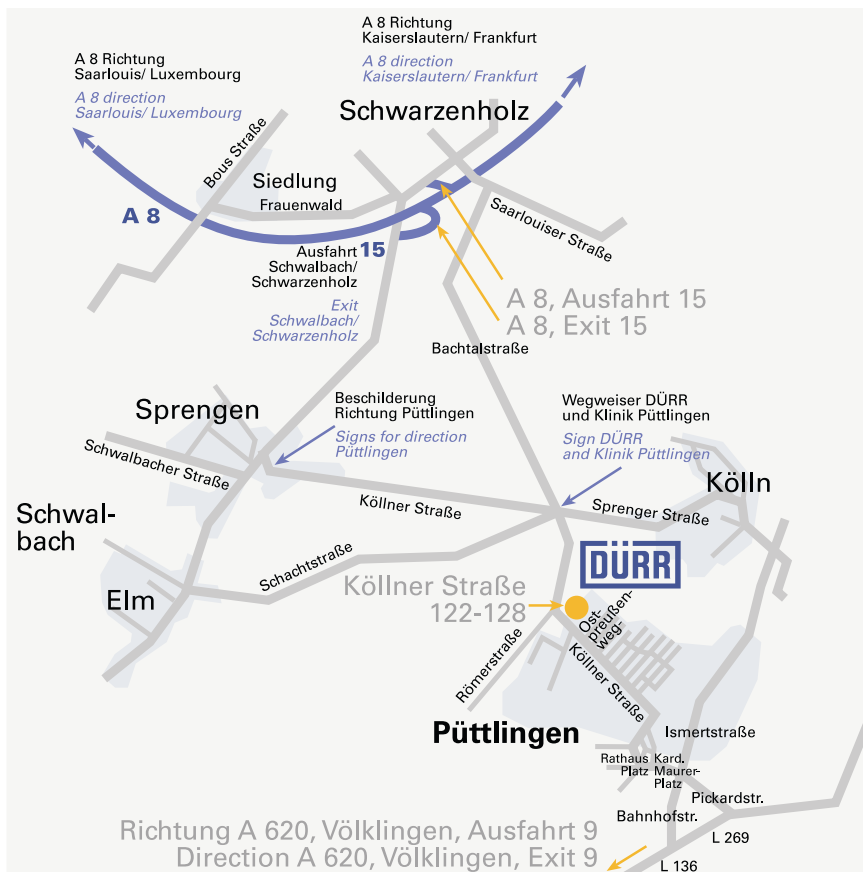 A 8 Richtung
Kaiserslautern/ Frankfurt
A 8 direction
Kaiserslautern/ Frankfurt
A 8 Richtung
Saarlouis/ Luxembourg
A 8 direction
Saarlouis/ Luxembourg
Schwarzenholz
Bous Straße
Siedlung
Frauenwald
A 8
Saarlouiser Straße
Ausfahrt 15
Schwalbach/
Schwarzenholz
Exit
Schwalbach/
Schwarzenholz
A 8, Ausfahrt 15
A 8, Exit 15
Bachtalstraße
Sprengen
Beschilderung
Richtung Püttlingen
Signs for direction
Püttlingen
Wegweiser DÜRR
und Klinik Püttlingen
Sign DÜRR
and Klinik Püttlingen
Schwalbacher Straße
Kölln
Köllner Straße
Sprenger Straße
Schwal-
bach
Schachtstraße
DÜRR
Elm
Köllner Straße
122-128
Ost-
preußen-
weg-
Römerstraße
Köllner Straße
Püttlingen
Ismertstraße
Rathaus
Platz
Kard.
Maurer-
Platz
Pickardstr.
Bahnhofstr.
Richtung A 620, Völklingen, Ausfahrt 9
Direction A 620, Völklingen, Exit 9
L 269
L 136